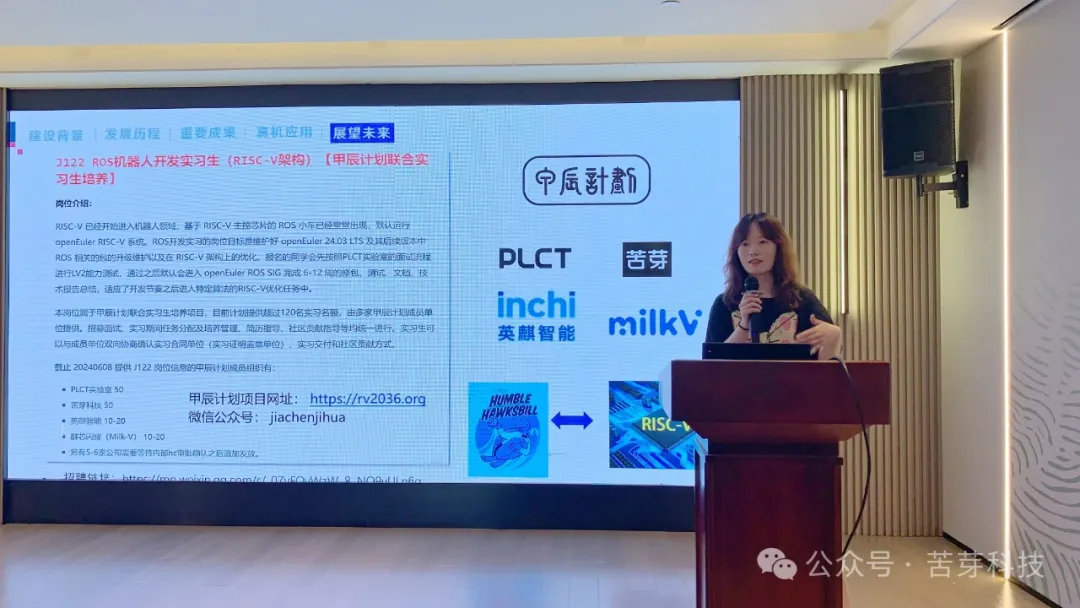 建设背景 | 发展历程 | 重要成果 | 真机应用 展望未来
J122 ROS机器人开发实习生（RISC-V架构）【甲辰计划联合实
习生培养】
岗位介绍：
RISC-V 已经开始进入机器人领域，基于 RISC-V 主控芯片的 ROS 小车已经曾曾出现，默认运行
openEuler RISC-V 系统。ROS开发实习的岗位目标是维护好 openEuler 24.03 LTS 及其后续版本中
ROS 相关的包的升级维护以及在 RISC-V 架构上的优化。报名的同学会先按照PLCT实验室的面试流程
进行LV2能力测试，通过之后默认会进入 openEuler ROS SIG 完成 6-12 周的修包、测试、文档、技
术报告总结，适应了开发节奏之后进入特定算法的RISC-V优化任务中。
本岗位属于甲辰计划联合实习生培养项目，目前计划提供超过120名实习名额，由多家甲辰计划成员单
位提供。招募面试、实习期间任务分配及培养管理、简历指导、社区贡献指导等均统一进行。实习生可
以与成员单位双向协商确认实习合同单位（实习证明盖章单位）、实习交付和社区贡献方式。
截止 20240608 提供 J122 岗位信息的甲辰计划成员组织有：
PLCT实验室 50
苦芽科技 50
英麒智能 10-20
群芯闪耀（Milk-V） 10-20
另有5-6家公司需要等待内部hc审批确认之后追加发放。
甲辰计划项目网址： https://rv2036.org
微信公众号： jiachenjihua
招聘链接：https://mp.weixin.qq.com/s/
甲辰計劃
PLCT
苦芽
inchi
英麒智能
milkV
HUMBLE
HAWKSBILL
RISC-V
公众号 · 苦芽科技